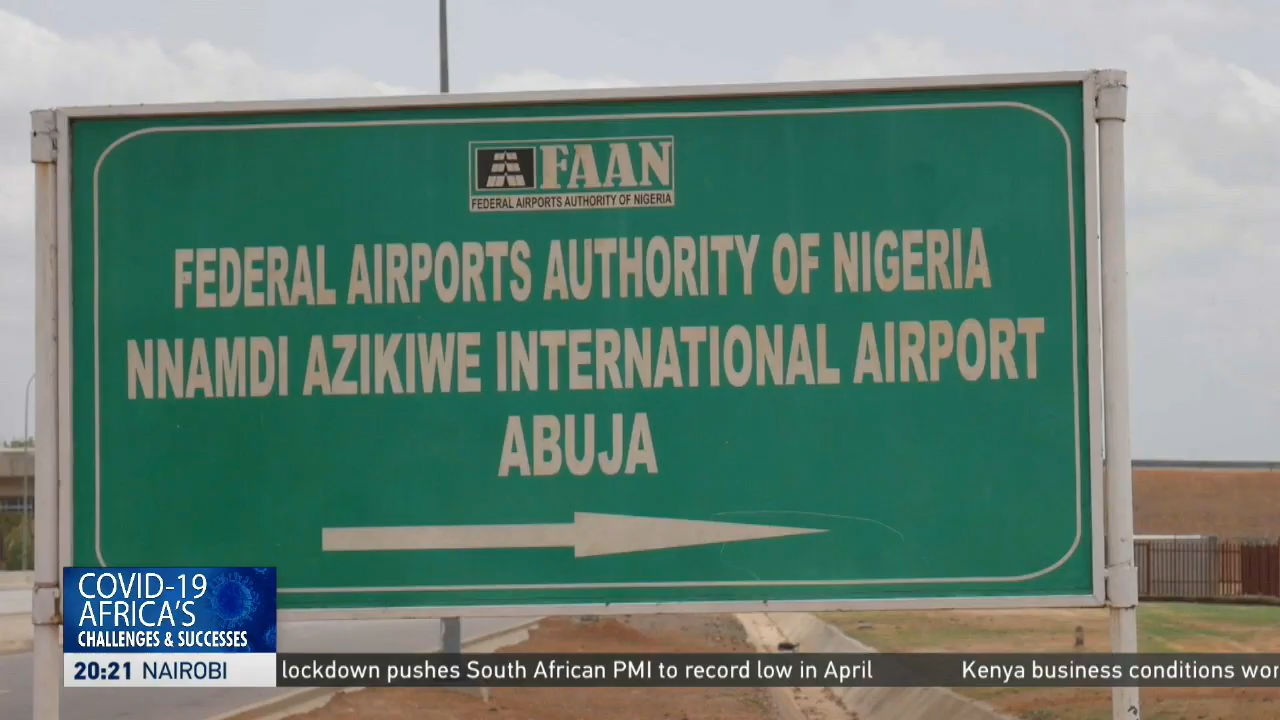 FAAN
FEDERAL AIRPORTS AUTHORITY OF NIGERIA
FEDERAL AIRPORTS AUTHORITY OF NIGERIA
NNAMDI AZIKIWE INTERNATIONAL AIRPORT
ABUJA
COVID-19
AFRICA'S
CHALLENGES & SUCCESSES
20:21 NAIROBI
lockdown pushes South African PMI to record low in April Kenya business conditions wor